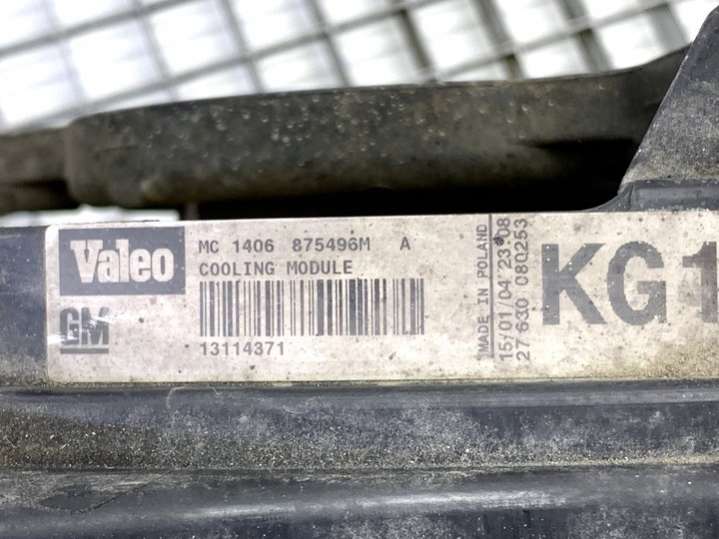 Valeo
MC 1406 875496M A
COOLING MODULE
GM
13114371
MADE IN POLAND
15/01/04 23:08
27 630 080253
KG1